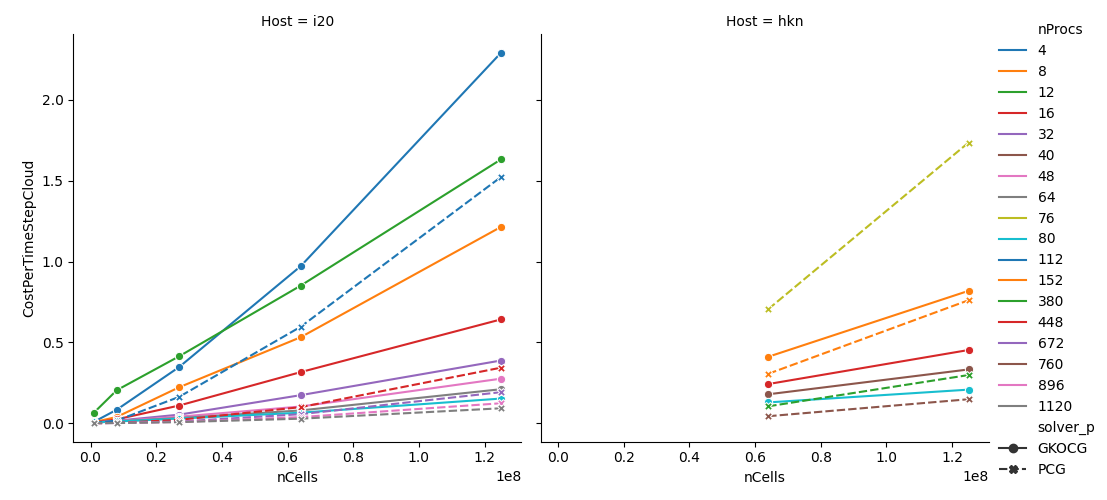 Host = i20
Host = hkn
CostPerTimeStepCloud
2.0
1.5
1.0
0.5
0.0
0.0 0.2 0.4 0.6 0.8 1.0 1.2
1e8
nCells
0.0 0.2 0.4 0.6 0.8 1.0 1.2
1e8
nCells
nProcs
4
8
12
16
32
40
48
64
76
80
112
152
380
448
672
760
896
1120
solver_p
GKOCG
PCG